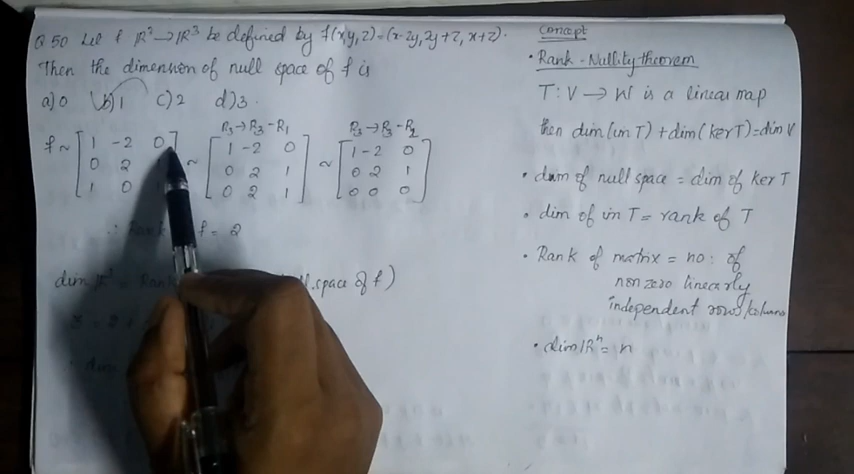 Q 50 Let f R³→R³ be defined by f(x,y,z)=(x-2y,2y+z,x+z).
Then the dimension of null space of f is
a) 0 b) 1 c) 2 d) 3.
R3→R3-R1 R3→R3-R2
f ~ [1 -2 0] ~ [1 -2 0] ~ [1 -2 0]
0 2 0 2 1 0 2 1
1 0 0 2 1 0 0 0
f = 2
space of f)
3 = 2 +
∴ dim
Concept
• Rank-Nullity theorem
T: V → W is a linear map
then dim(im T) + dim(ker T) = dim V
• dim of null space = dim of ker T
• dim of im T = rank of T
• Rank of matrix = no: of
non zero linearly
independent rows/columns
• dim ℝⁿ = n